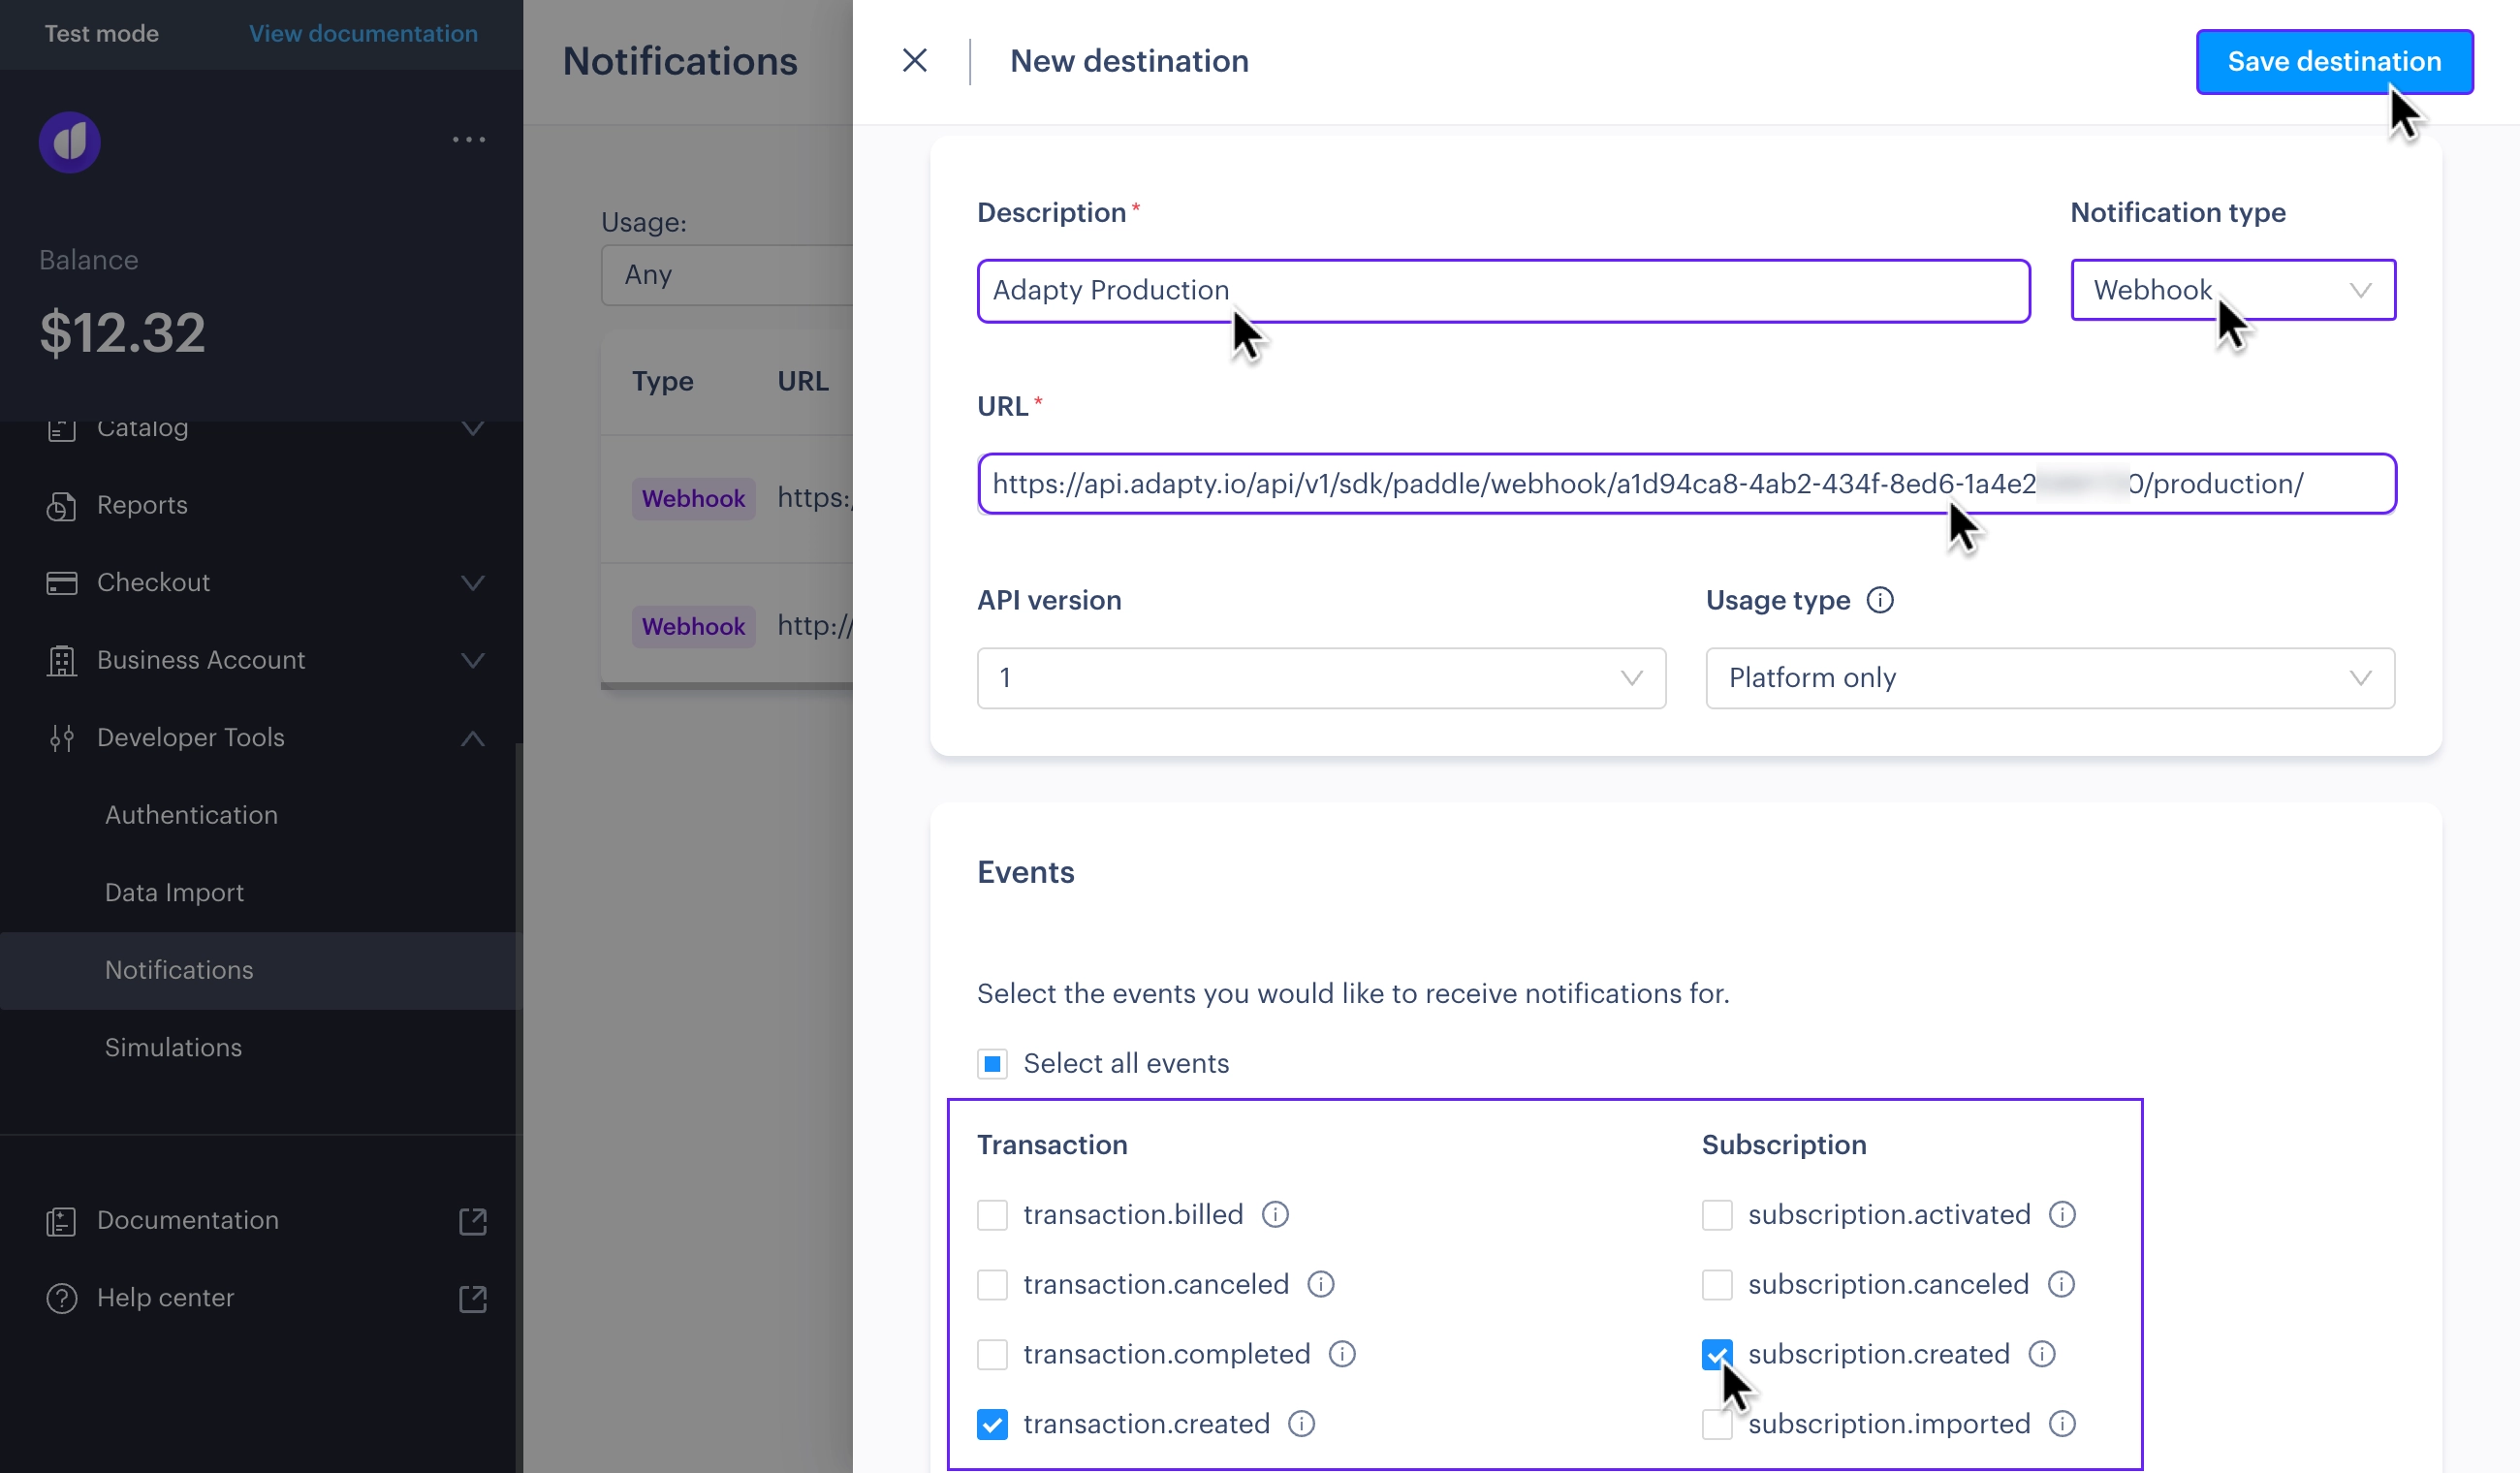 Test mode
View documentation
Balance
$12.32
Catalog
Reports
Checkout
Business Account
Developer Tools
Authentication
Data Import
Notifications
Simulations
Documentation
Help center
Notifications
Usage:
Any
Type URL
Webhook https:/
Webhook http://
New destination
Save destination
Description*
Notification type
Adapty Production
Webhook
URL*
https://api.adapty.io/api/v1/sdk/paddle/webhook/a1d94ca8-4ab2-434f-8ed6-1a4e2 0/production/
API version
Usage type
1
Platform only
Events
Select the events you would like to receive notifications for.
Select all events
Transaction
transaction.billed
transaction.canceled
transaction.completed
transaction.created
Subscription
subscription.activated
subscription.canceled
subscription.created
subscription.imported